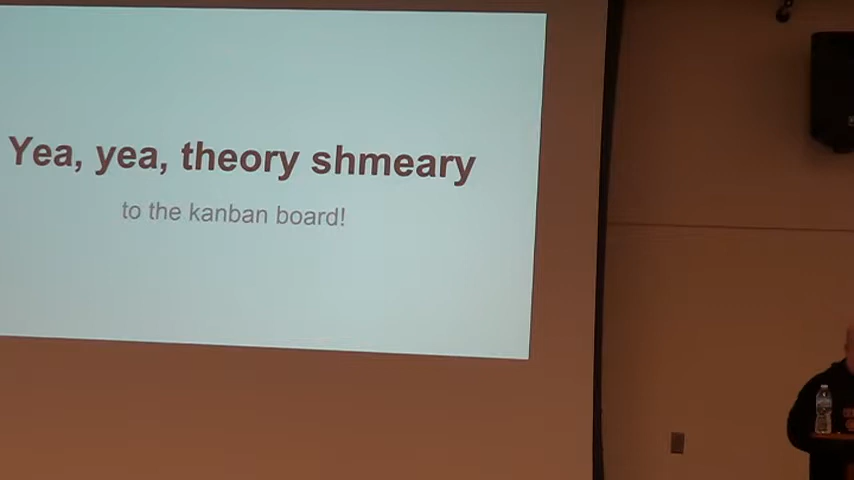 Yea, yea, theory shmeary
to the kanban board!